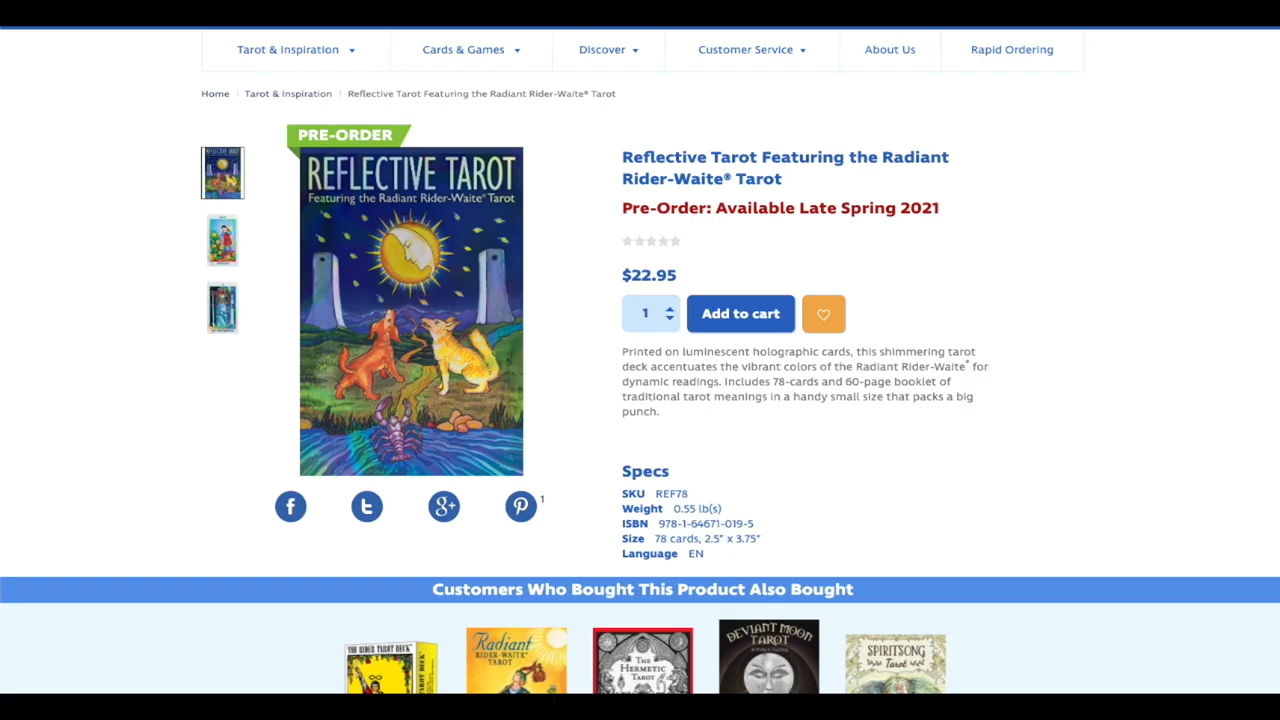 Tarot & Inspiration
Cards & Games
Discover
Customer Service
About Us
Rapid Ordering
Home
Tarot & Inspiration
Reflective Tarot Featuring the Radiant Rider-Waite® Tarot
PRE-ORDER
REFLECTIVE TAROT
Featuring the Radiant Rider-Waite® Tarot
Reflective Tarot Featuring the Radiant
Rider-Waite® Tarot
Pre-Order: Available Late Spring 2021
$22.95
1
Add to cart
Printed on luminescent holographic cards, this shimmering tarot
deck accentuates the vibrant colors of the Radiant Rider-Waite® for
dynamic readings. Includes 78-cards and 60-page booklet of
traditional tarot meanings in a handy small size that packs a big
punch.
1
Specs
SKU REF78
Weight 0.55 lb(s)
ISBN 978-1-64671-019-5
Size 78 cards, 2.5" x 3.75"
Language EN
Customers Who Bought This Product Also Bought
THE RIDER TAROT DECK
Radiant
RIDER-WAITE
TAROT
THE
HERMETIC
TAROT
DEVIANT MOON
TAROT
SPIRITSONG
Tarot